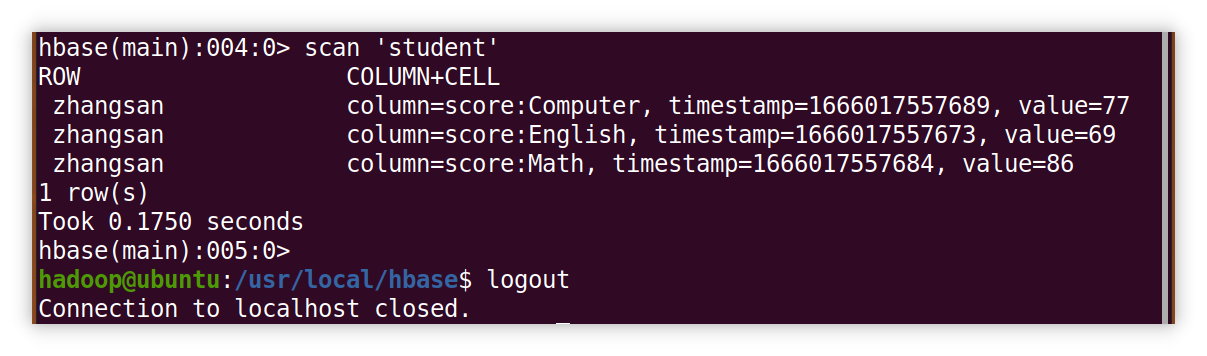 hbase(main):004:0> scan 'student'
ROW                   COLUMN+CELL
 zhangsan             column=score:Computer, timestamp=1666017557689, value=77
 zhangsan             column=score:English, timestamp=1666017557673, value=69
 zhangsan             column=score:Math, timestamp=1666017557684, value=86
1 row(s)
Took 0.1750 seconds
hbase(main):005:0>
hadoop@ubuntu:/usr/local/hbase$ logout
Connection to localhost closed.